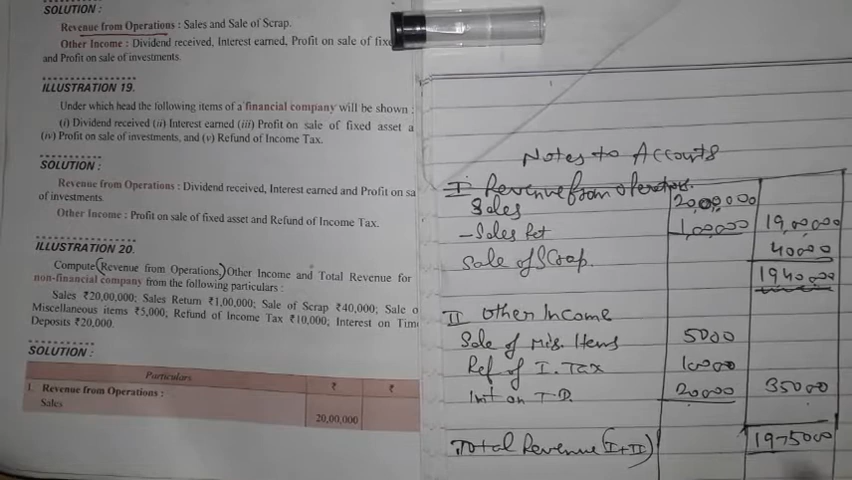 SOLUTION :
Revenue from Operations : Sales and Sale of Scrap.
Other Income : Dividend received, Interest earned, Profit on sale of fixe
and Profit on sale of investments.
ILLUSTRATION 19.
Under which head the following items of a financial company will be shown :
(i) Dividend received (ii) Interest earned (iii) Profit on sale of fixed asset a
(iv) Profit on sale of investments, and (v) Refund of Income Tax.
SOLUTION :
Revenue from Operations : Dividend received, Interest earned and Profit on sa
of investments.
Other Income : Profit on sale of fixed asset and Refund of Income Tax.
ILLUSTRATION 20.
Compute (Revenue from Operations,) Other Income and Total Revenue for
non-financial company from the following particulars :
Sales ₹20,00,000; Sales Return ₹1,00,000; Sale of Scrap ₹40,000; Sale o
Miscellaneous items ₹5,000; Refund of Income Tax ₹10,000; Interest on Tim
Deposits ₹20,000.
SOLUTION :
Particulars ₹ ₹
1. Revenue from Operations :
Sales 20,00,000
Notes to Accounts
I Revenue from operations.
Sales 20,00,000
- Sales Ret 1,00,000 19,00,000
Sale of Scrap. 40000
1940000
II Other Income
Sale of Mis. Items 5000
Ref of I. Tax 10000
Int on T.D. 20000 35000
Total Revenue (I+II) 1975000